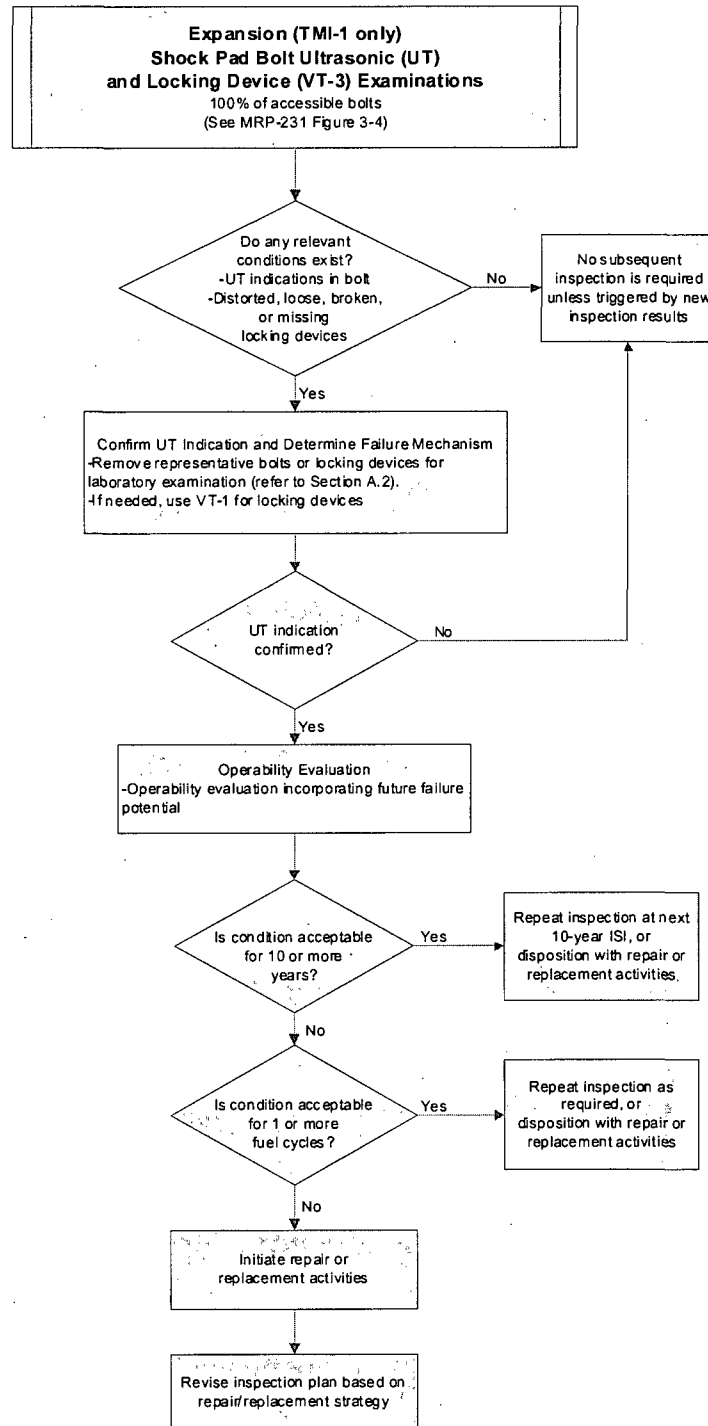 Expansion (TMI-1 only)
Shock Pad Bolt Ultrasonic (UT)
and Locking Device (VT-3) Examinations
100% of accessible bolts
(See MRP-231 Figure 3-4)
Do any relevant
conditions exist?
-UT indications in bolt
-Distorted, loose, broken,
or missing
locking devices
No
No subsequent
inspection is required
unless triggered by new
inspection results
Yes
Confirm UT Indication and Determine Failure Mechanism
-Remove representative bolts or locking devices for
laboratory examination (refer to Section A.2).
-If needed, use VT-1 for locking devices
UT indication
confirmed?
No
Yes
Operability Evaluation
-Operability evaluation incorporating future failure
potential
Is condition acceptable
for 10 or more
years?
Yes
Repeat inspection at next
10-year ISI, or
disposition with repair or
replacement activities
No
Is condition acceptable
for 1 or more
fuel cycles?
Yes
Repeat inspection as
required, or
disposition with repair or
replacement activities
No
Initiate repair or
replacement activities
Revise inspection plan based on
repair/replacement strategy